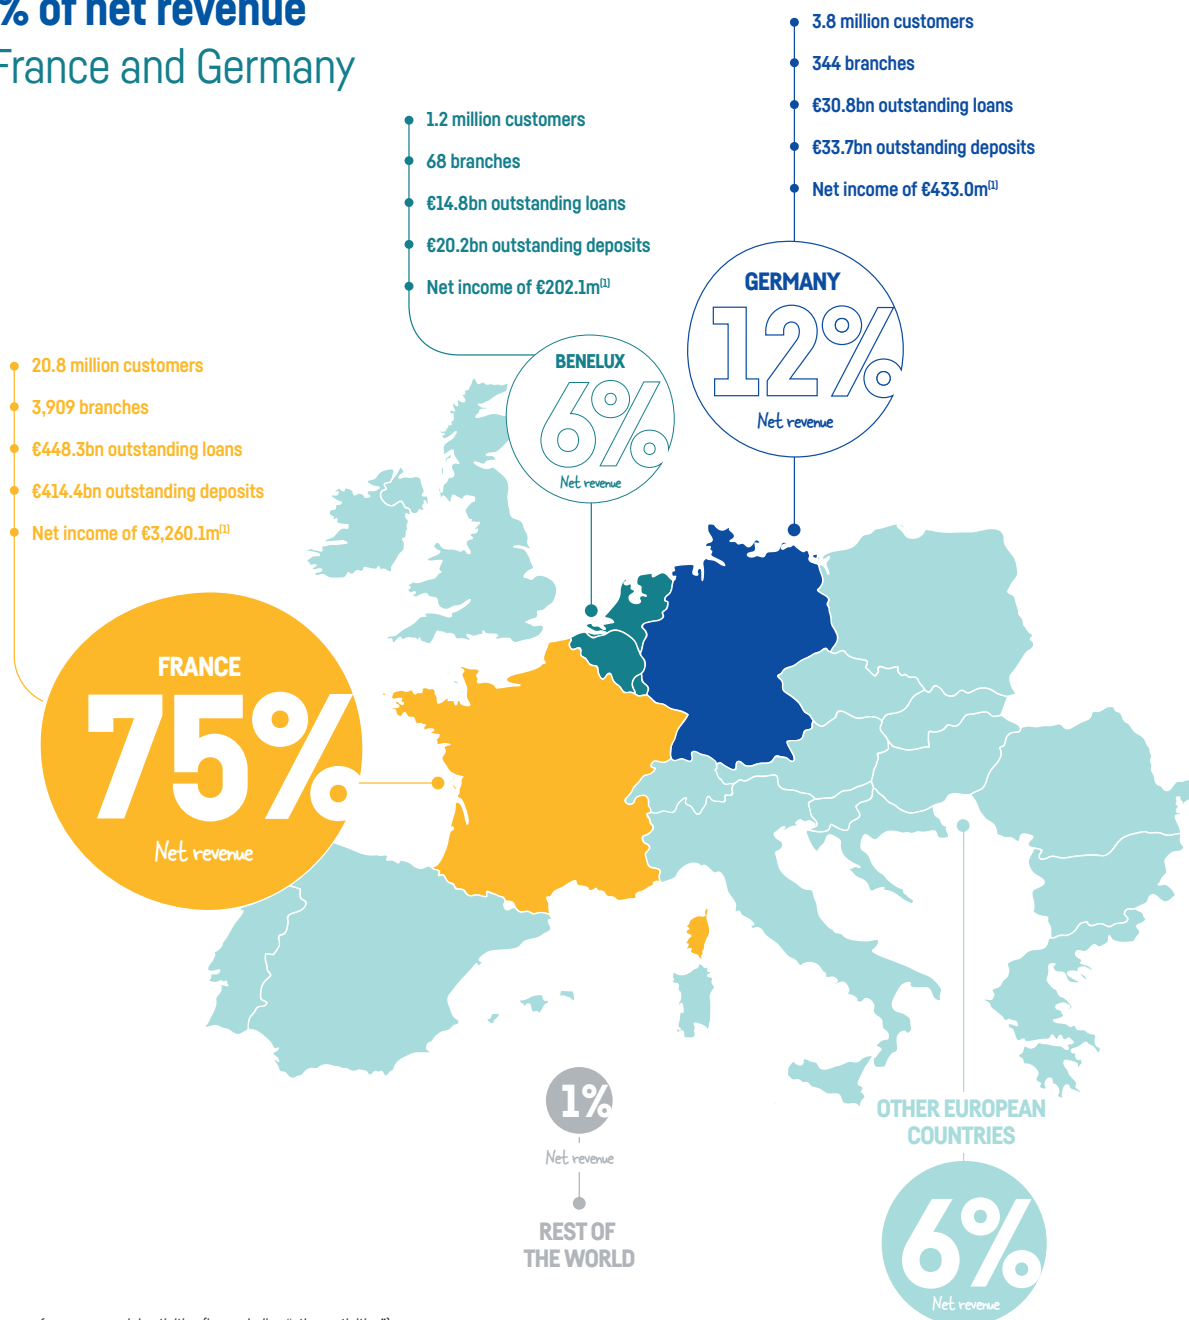 % of net revenue
France and Germany
3.8 million customers
344 branches
€30.8bn outstanding loans
€33.7bn outstanding deposits
Net income of €433.0m(1)
1.2 million customers
68 branches
€14.8bn outstanding loans
€20.2bn outstanding deposits
Net income of €202.1m(1)
GERMANY
12%
Net revenue
BENELUX
6%
Net revenue
20.8 million customers
3,909 branches
€448.3bn outstanding loans
€414.4bn outstanding deposits
Net income of €3,260.1m(1)
FRANCE
75%
Net revenue
1%
Net revenue
REST OF
THE WORLD
OTHER EUROPEAN
COUNTRIES
6%
Net revenue